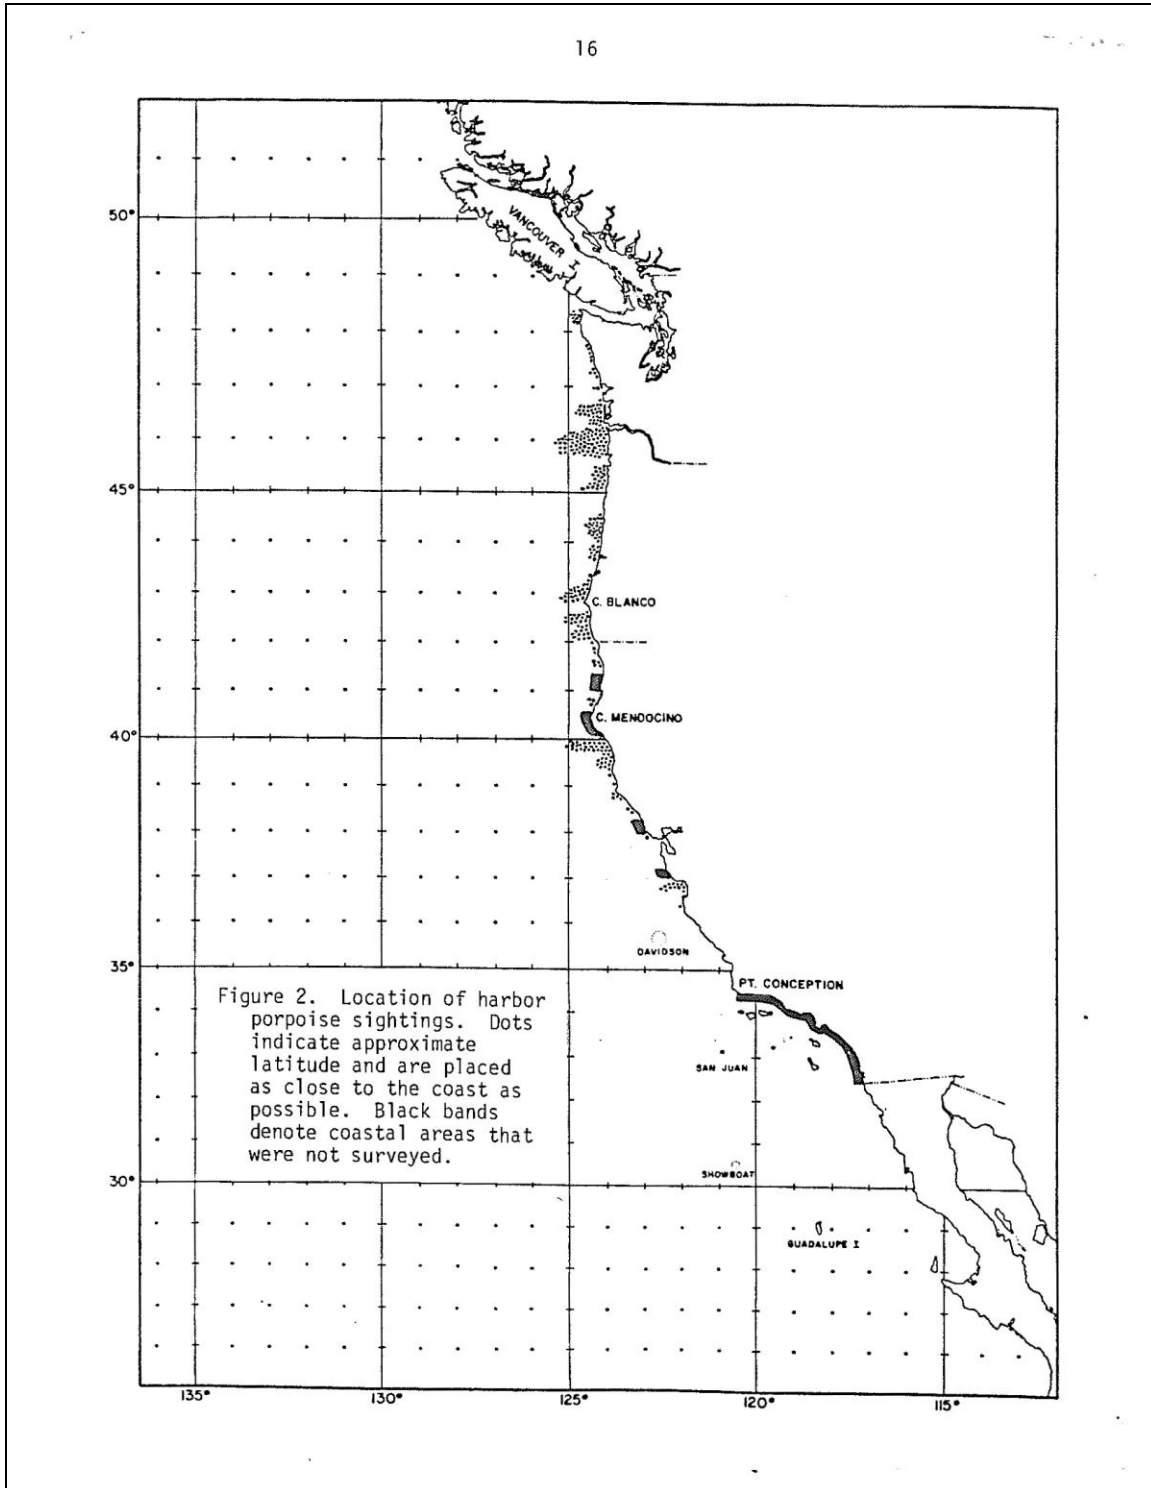 16
VANCOUVER I
50°
45°
C. BLANCO
C. MENDOCINO
40°
DAVIDSON
35°
PT. CONCEPTION
Figure 2. Location of harbor
porpoise sightings. Dots
indicate approximate
latitude and are placed
as close to the coast as
possible. Black bands
denote coastal areas that
were not surveyed.
SAN JUAN
SHOWBOAT
30°
GUADALUPE I
135°
130°
125°
120°
115°